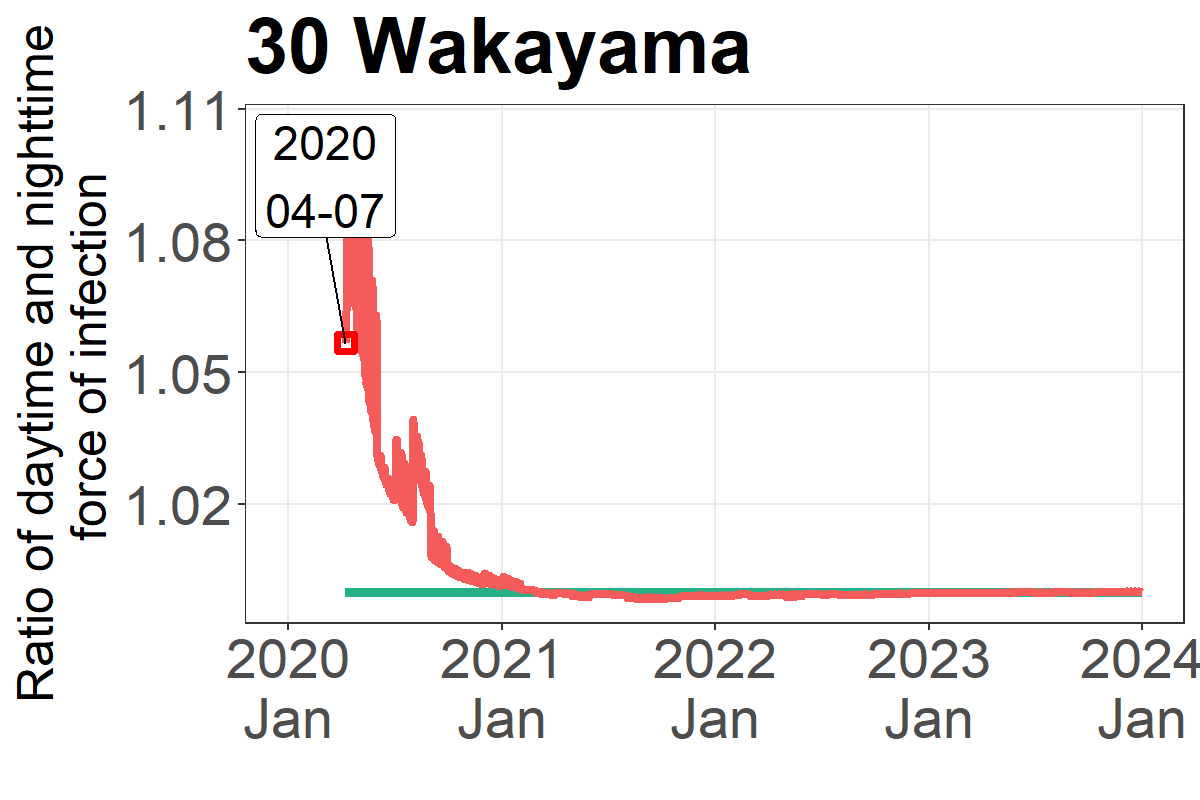 30 Wakayama
Ratio of daytime and nighttime
force of infection
1.11
1.08
1.05
1.02
2020
04-07
2020
Jan
2021
Jan
2022
Jan
2023
Jan
2024
Jan